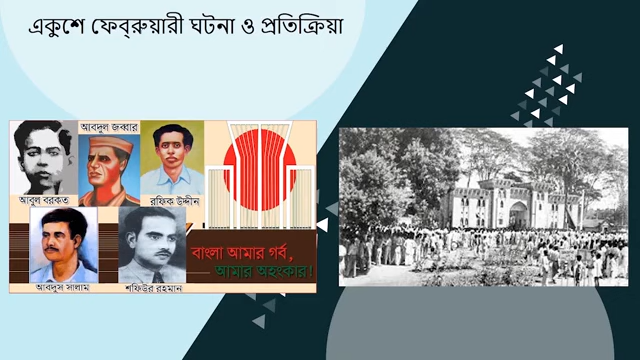 একুশে ফেব্রুয়ারী ঘটনা ও প্রতিক্রিয়া
আবদুল জব্বার
আবুল বরকত
রফিক উদ্দীন
বাংলা আমার গর্ব,
আমার অহংকার!
আবদুস সালাম
শফিউর রহমান